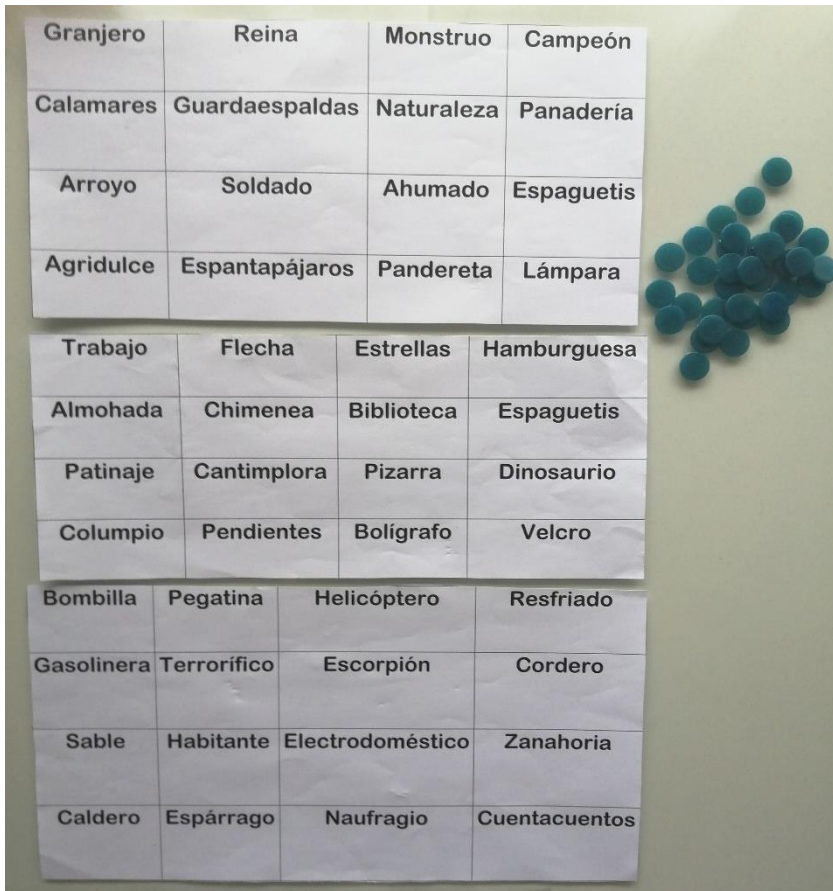 Granjero Reina Monstruo Campeón
Calamares Guardaespaldas Naturaleza Panadería
Arroyo Soldado Ahumado Espaguetis
Agridulce Espantapájaros Pandereta Lámpara
Trabajo Flecha Estrellas Hamburguesa
Almohada Chimenea Biblioteca Espaguetis
Patinaje Cantimplora Pizarra Dinosaurio
Columpio Pendientes Bolígrafo Velcro
Bombilla Pegatina Helicóptero Resfriado
Gasolinera Terrorífico Escorpión Cordero
Sable Habitante Electrodoméstico Zanahoria
Caldero Espárrago Naufragio Cuentacuentos